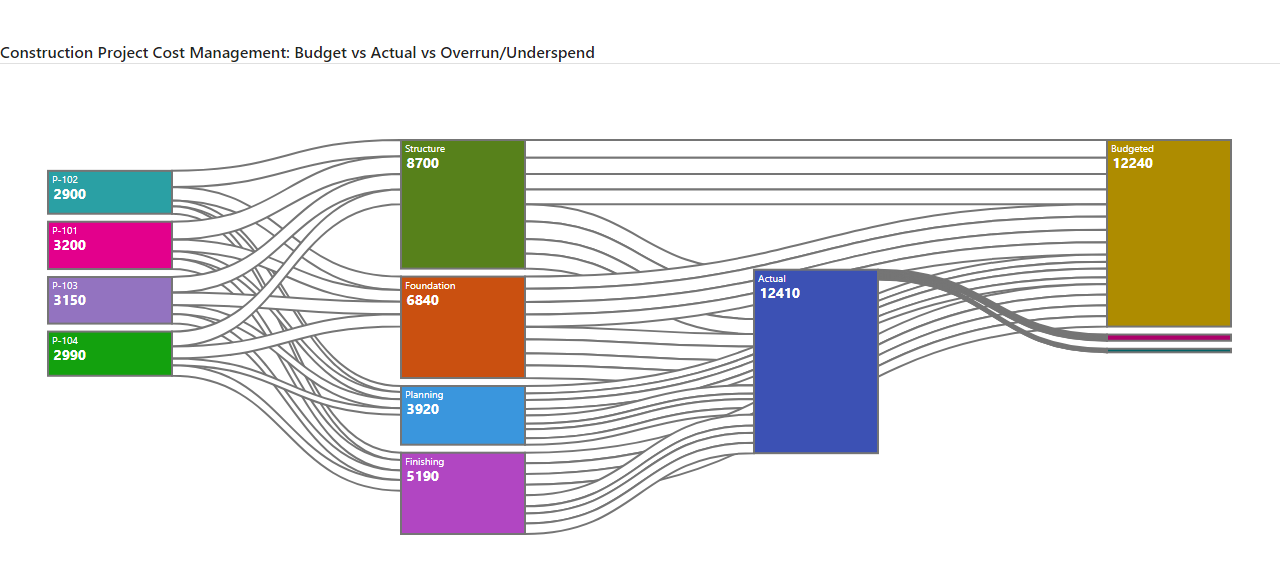 Construction Project Cost Management: Budget vs Actual vs Overrun/Underspend
P-102
2900
P-101
3200
P-103
3150
P-104
2990
Structure
8700
Foundation
6840
Planning
3920
Finishing
5190
Actual
12410
Budgeted
12240